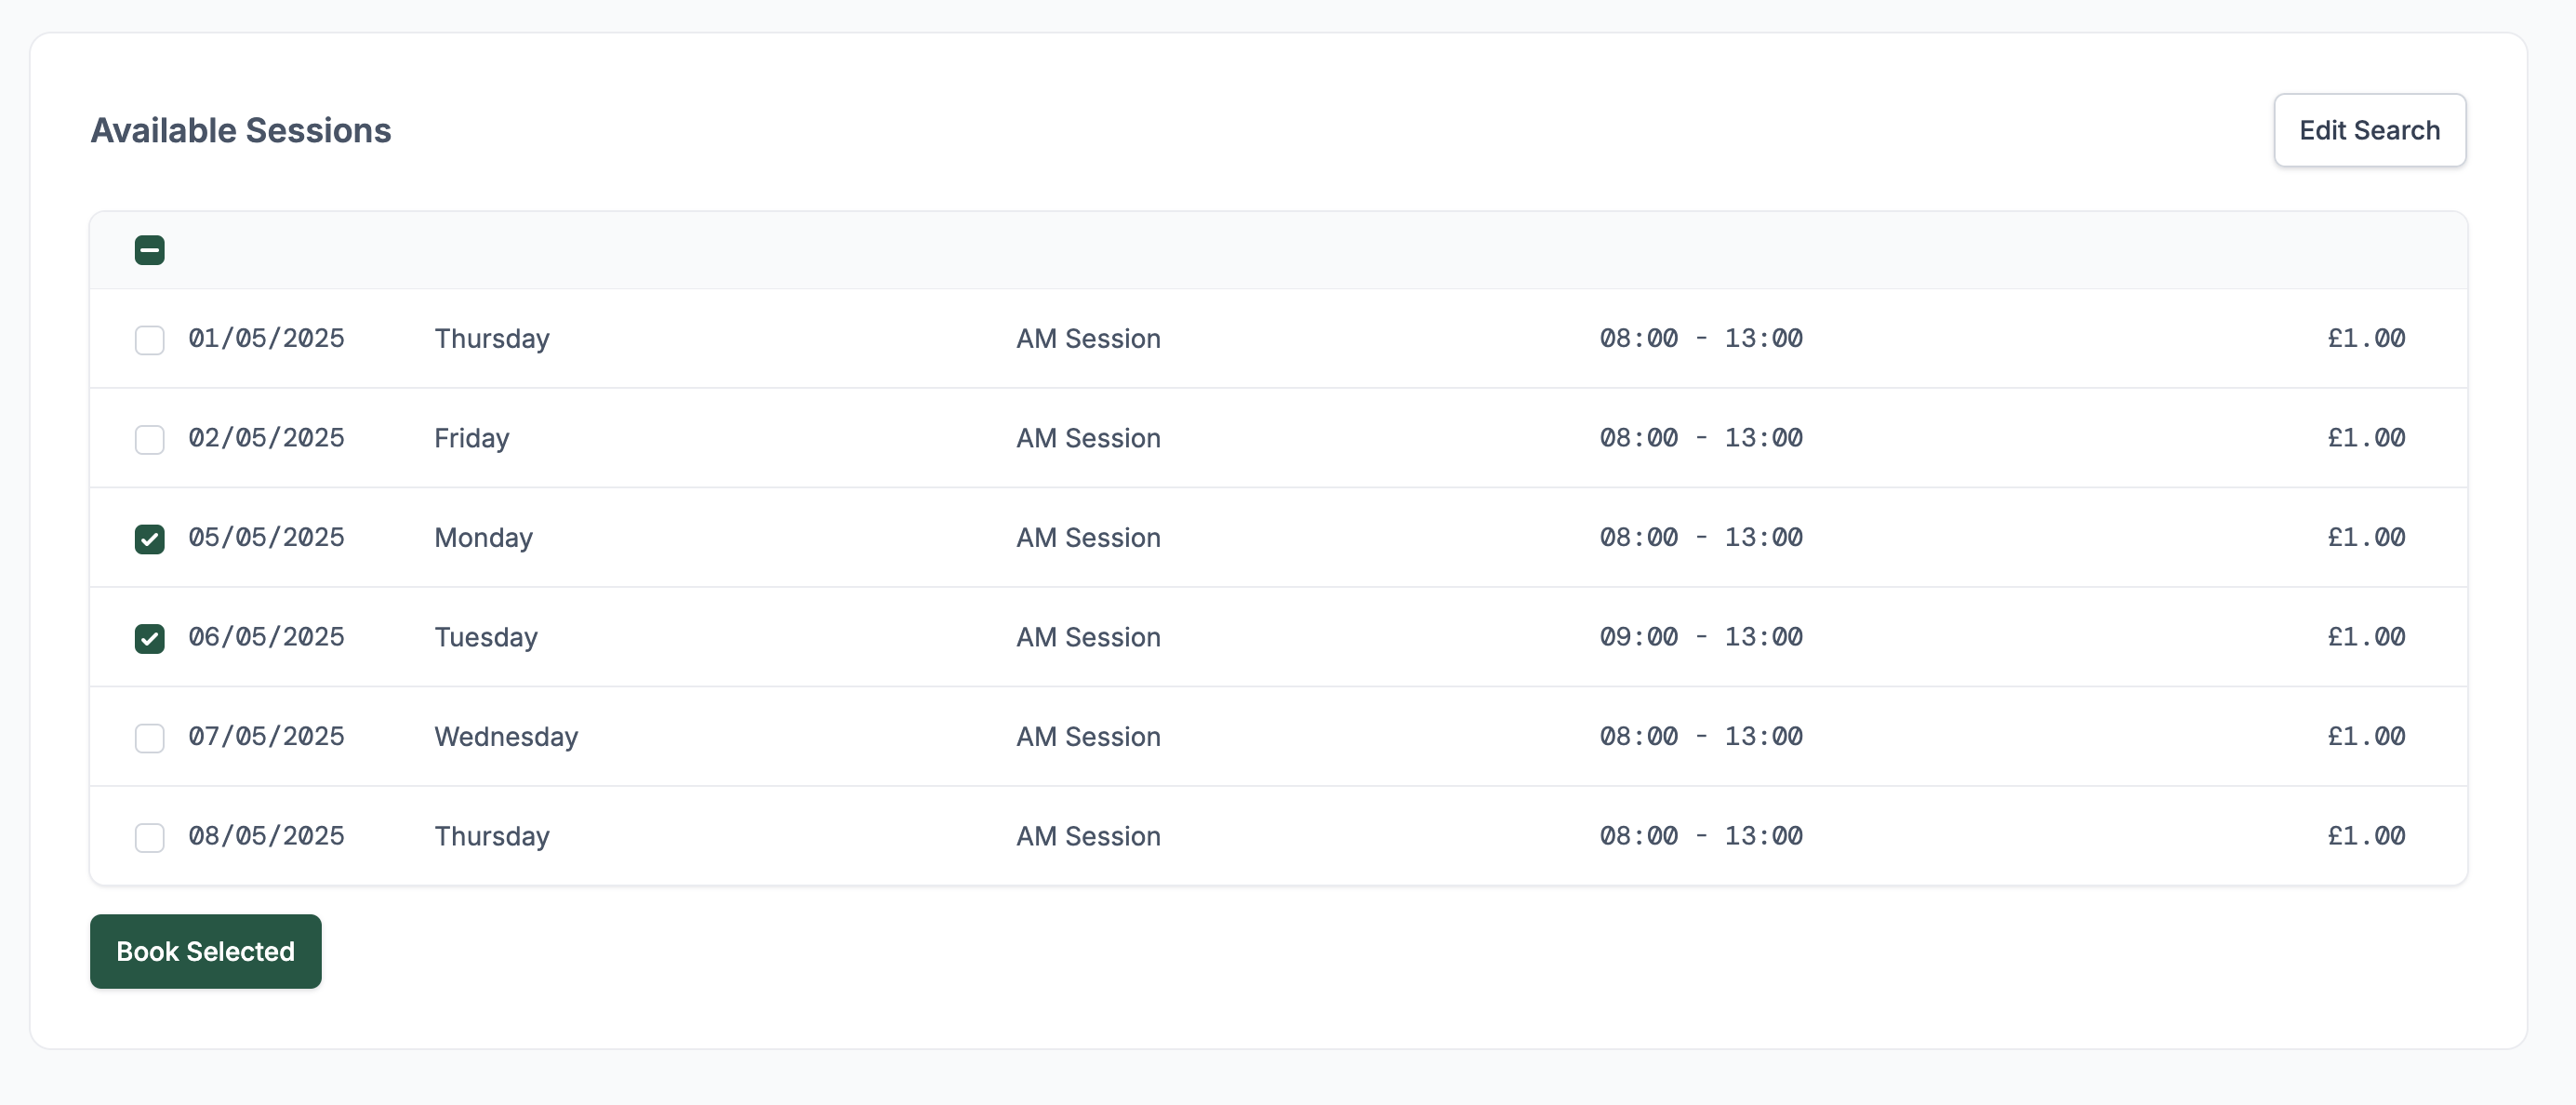 Available Sessions
Edit Search
01/05/2025 Thursday AM Session 08:00 - 13:00 £1.00
02/05/2025 Friday AM Session 08:00 - 13:00 £1.00
05/05/2025 Monday AM Session 08:00 - 13:00 £1.00
06/05/2025 Tuesday AM Session 09:00 - 13:00 £1.00
07/05/2025 Wednesday AM Session 08:00 - 13:00 £1.00
08/05/2025 Thursday AM Session 08:00 - 13:00 £1.00
Book Selected